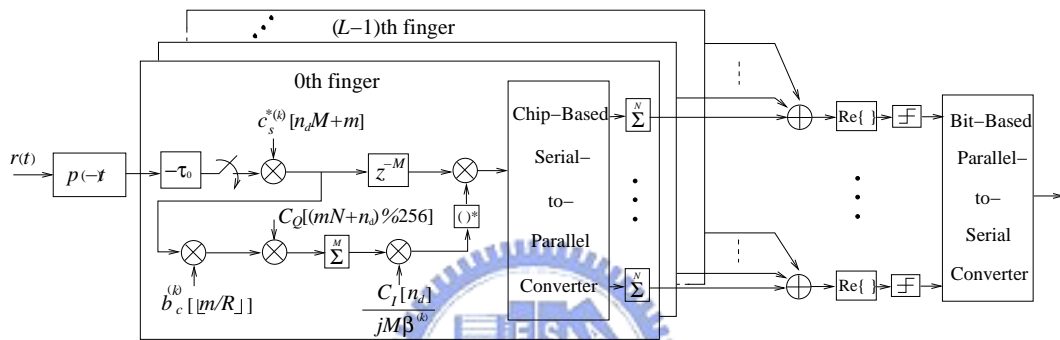 (L−1)th finger
0th finger
c_s^{*(k)}[n_d M+m]
r(t)
p(−t
−τ_0
z^{−M}
( )*
C_Q[(mN+n_d)%256]
Σ^M
b_c^{(k)}[⌊m/R⌋]
C_I[n_d]
jMβ^{(k)}
Chip−Based
Serial−
to−
Parallel
Converter
Σ^N
Σ^N
Re{ }
Re{ }
Bit−Based
Parallel−
to−
Serial
Converter